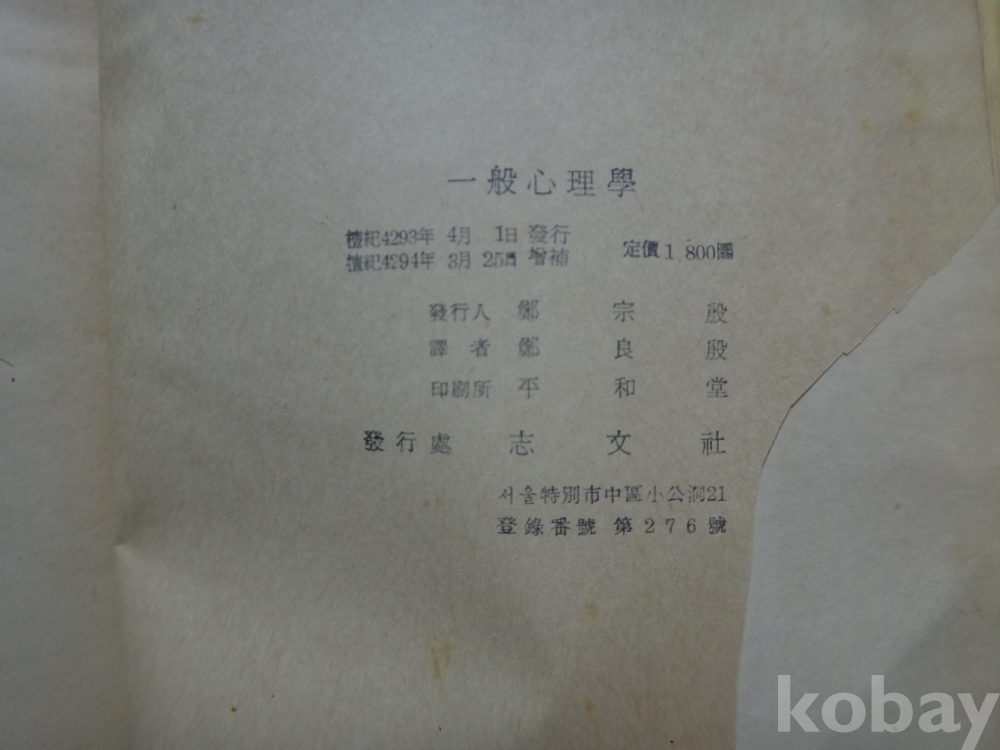 一般心理學
檀紀4293年 4月 1日 發行
檀紀4294年 3月 25日 增補
定價 1,800圜
發行人 鄭宗殷
譯者 鄭良殷
印刷所 平和堂
發行處 志文社
서울特別市中區小公洞21
登錄番號 第276號
kobay